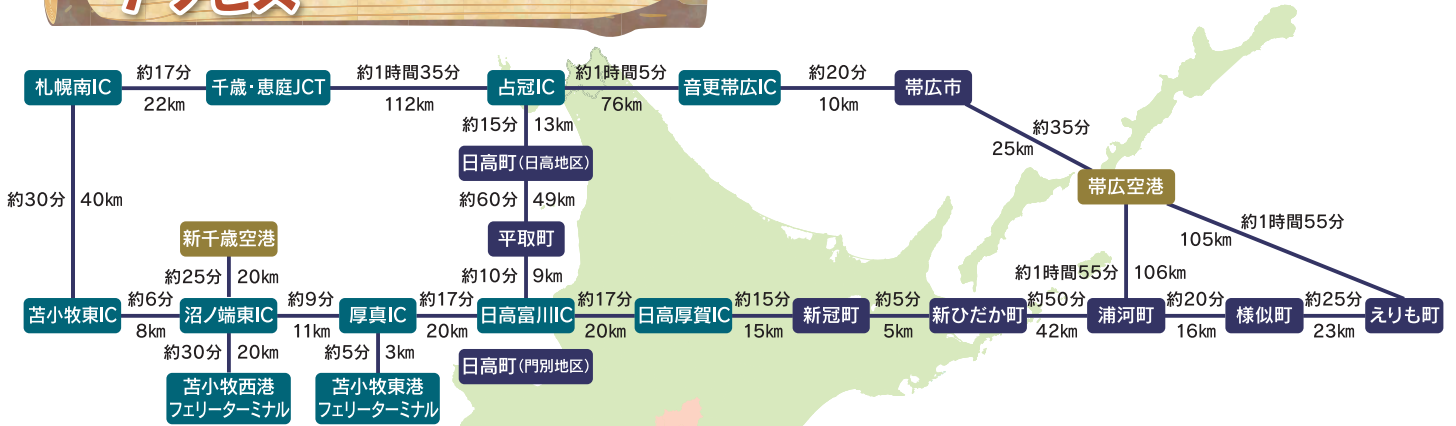 アクセス
札幌南IC
約17分
22km
千歳・恵庭JCT
約1時間35分
112km
占冠IC
約1時間5分
76km
音更帯広IC
約20分
10km
帯広市
約35分
25km
帯広空港
約15分 13km
日高町(日高地区)
約60分 49km
平取町
約10分 9km
約30分 40km
新千歳空港
約25分 20km
約1時間55分
105km
約1時間55分 106km
苫小牧東IC
約6分
8km
沼ノ端東IC
約9分
11km
厚真IC
約17分
20km
日高富川IC
約17分
20km
日高厚賀IC
約15分
15km
新冠町
約5分
5km
新ひだか町
約50分
42km
浦河町
約20分
16km
様似町
約25分
23km
えりも町
約30分 20km
約5分 3km
日高町(門別地区)
苫小牧西港
フェリーターミナル
苫小牧東港
フェリーターミナル